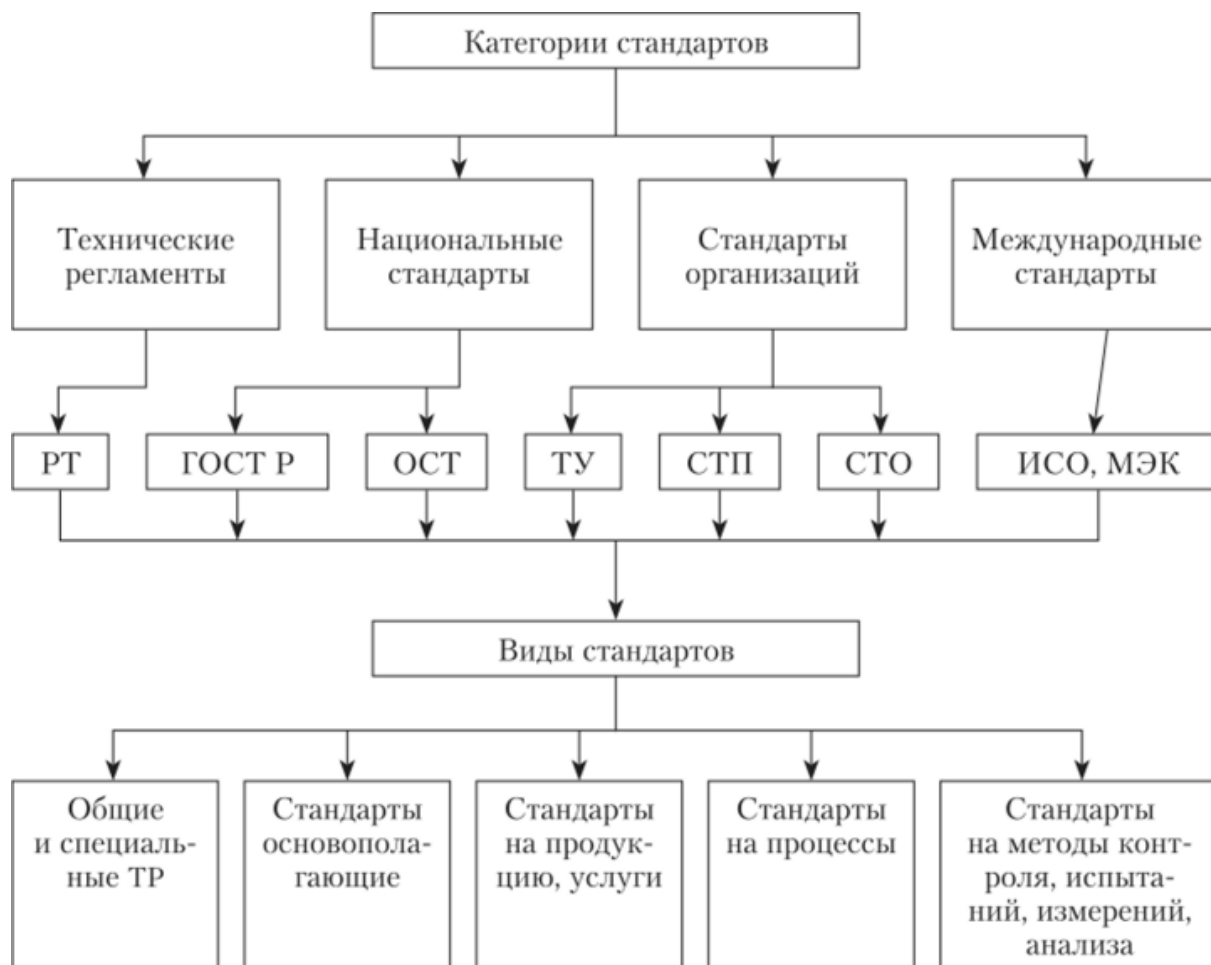 Категории стандартов
Технические
регламенты
Национальные
стандарты
Стандарты
организаций
Международные
стандарты
РТ
ГОСТ Р
ОСТ
ТУ
СТП
СТО
ИСО, МЭК
Виды стандартов
Общие
и специаль-
ные ТР
Стандарты
основопола-
гающие
Стандарты
на продук-
цию, услуги
Стандарты
на процессы
Стандарты
на методы конт-
роля, испыта-
ний, измерений,
анализа